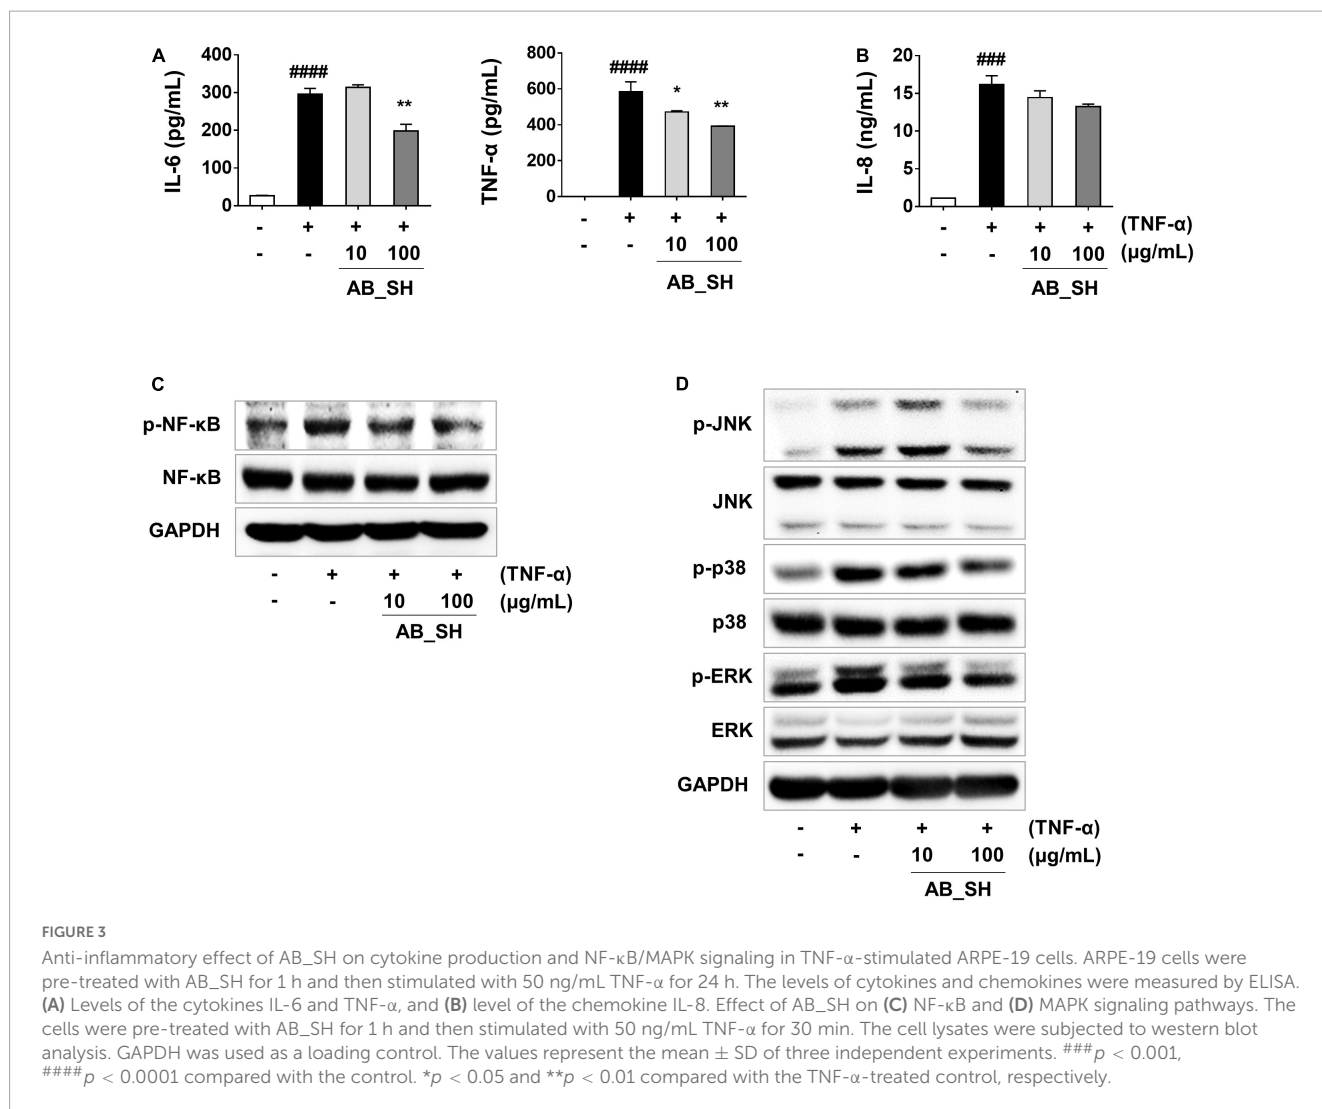 A
IL-6 (pg/mL)
400
300
200
100
0
####
**
- + + +
- - 10 100
AB_SH
TNF-α (pg/mL)
800
600
400
200
0
####
*
**
- + + +
- - 10 100
AB_SH
B
IL-8 (ng/mL)
20
15
10
5
0
###
- + + + (TNF-α)
- - 10 100 (µg/mL)
AB_SH
C
p-NF-κB
NF-κB
GAPDH
- + + + (TNF-α)
- - 10 100 (µg/mL)
AB_SH
D
p-JNK
JNK
p-p38
p38
p-ERK
ERK
GAPDH
- + + + (TNF-α)
- - 10 100 (µg/mL)
AB_SH
FIGURE 3
Anti-inflammatory effect of AB_SH on cytokine production and NF-κB/MAPK signaling in TNF-α-stimulated ARPE-19 cells. ARPE-19 cells were
pre-treated with AB_SH for 1 h and then stimulated with 50 ng/mL TNF-α for 24 h. The levels of cytokines and chemokines were measured by ELISA.
(A) Levels of the cytokines IL-6 and TNF-α, and (B) level of the chemokine IL-8. Effect of AB_SH on (C) NF-κB and (D) MAPK signaling pathways. The
cells were pre-treated with AB_SH for 1 h and then stimulated with 50 ng/mL TNF-α for 30 min. The cell lysates were subjected to western blot
analysis. GAPDH was used as a loading control. The values represent the mean ± SD of three independent experiments. ###p < 0.001,
####p < 0.0001 compared with the control. *p < 0.05 and **p < 0.01 compared with the TNF-α-treated control, respectively.